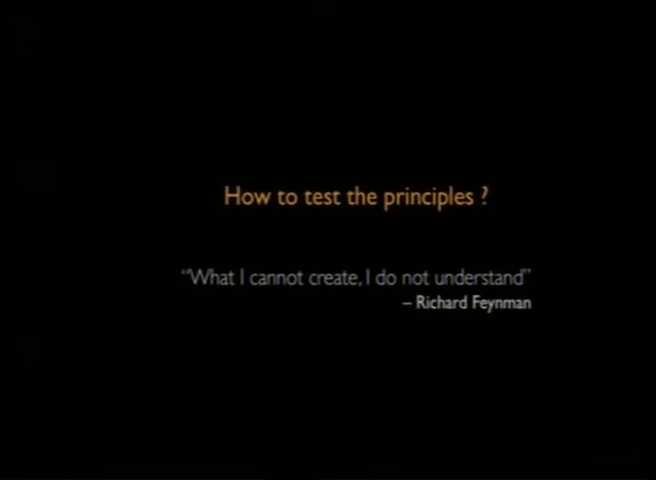 How to test the principles ?
“What I cannot create, I do not understand”
– Richard Feynman